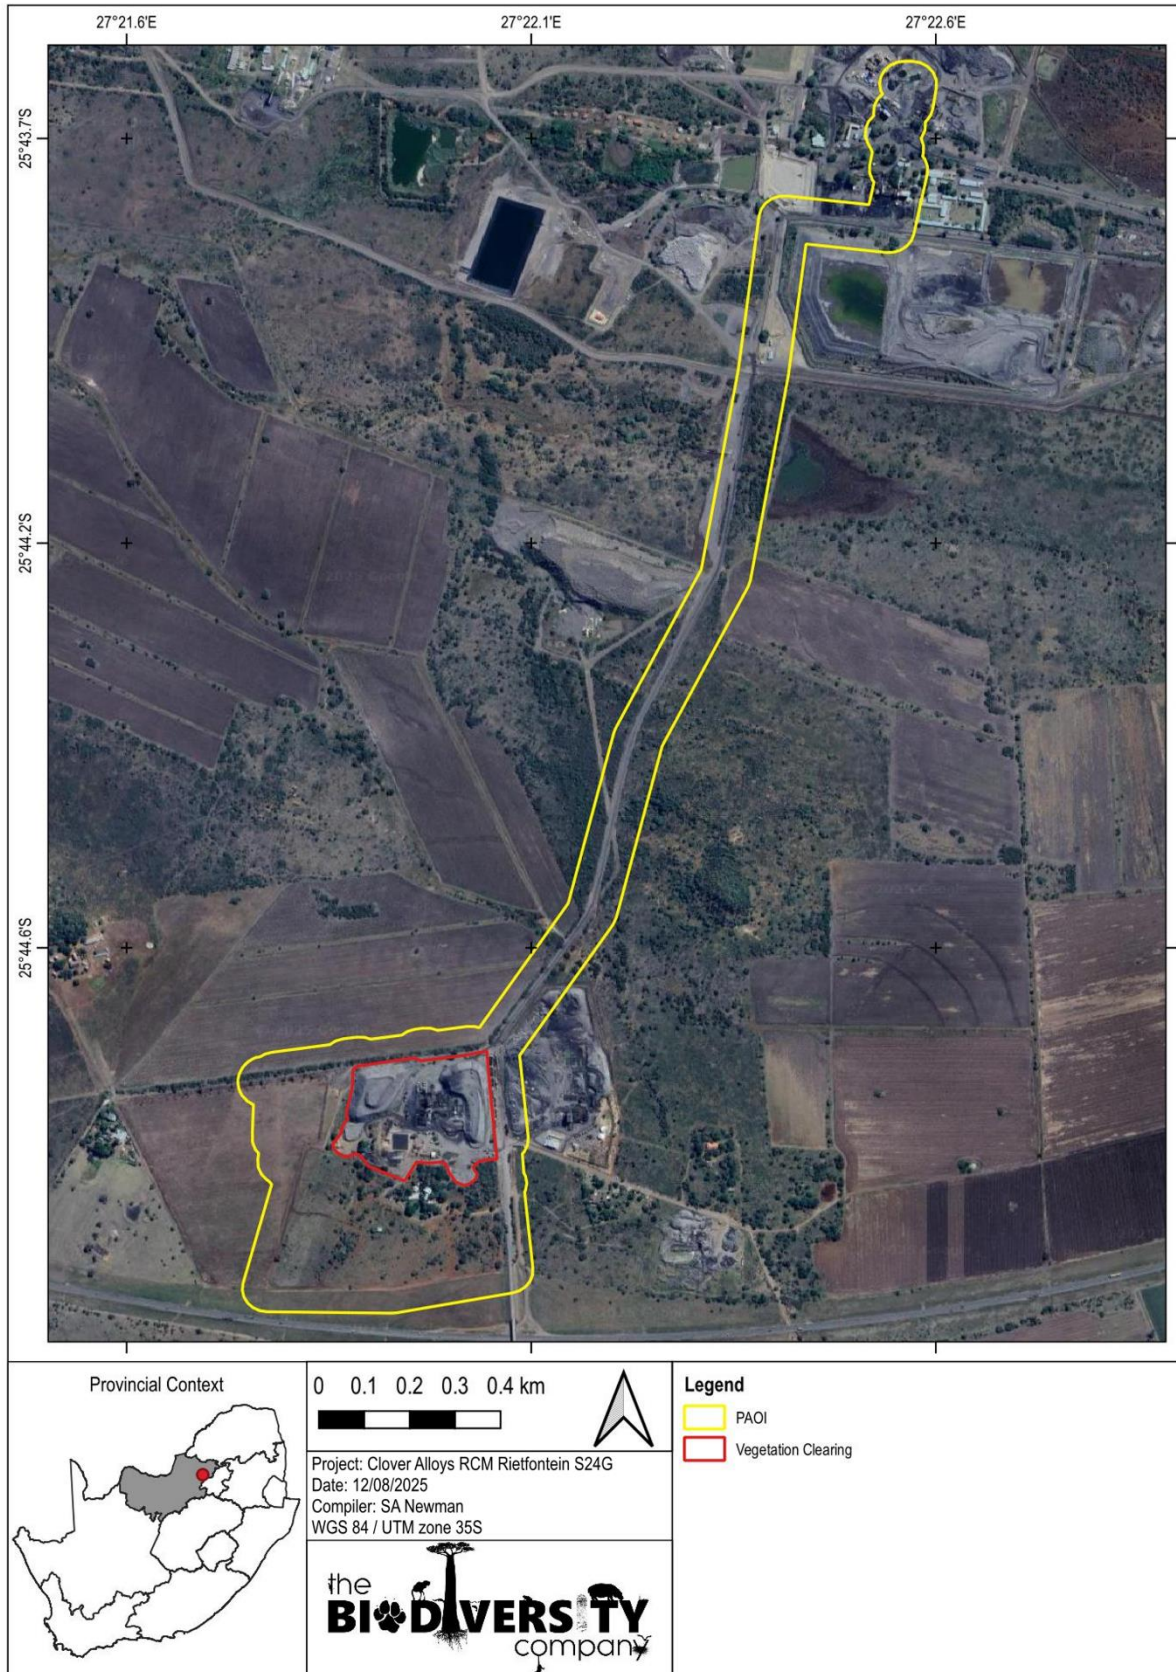 27°21.6'E 27°22.1'E 27°22.6'E
25°43.7'S
25°44.2'S
25°44.6'S
Provincial Context
0 0.1 0.2 0.3 0.4 km
Project: Clover Alloys RCM Rietfontein S24G
Date: 12/08/2025
Compiler: SA Newman
WGS 84 / UTM zone 35S
the
BIODIVERSITY
company
Legend
PAOI
Vegetation Clearing